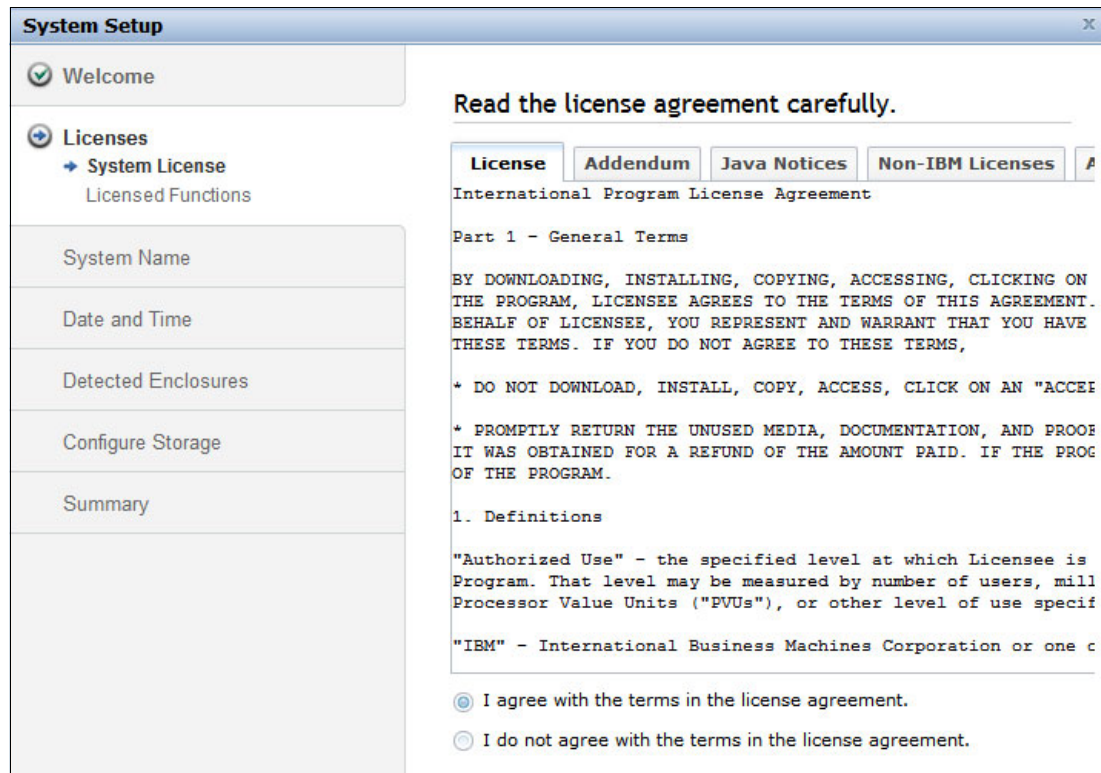 System Setup
x
Welcome
Licenses
System License
Licensed Functions
System Name
Date and Time
Detected Enclosures
Configure Storage
Summary
Read the license agreement carefully.
License Addendum Java Notices Non-IBM Licenses
International Program License Agreement
Part 1 - General Terms
BY DOWNLOADING, INSTALLING, COPYING, ACCESSING, CLICKING ON
THE PROGRAM, LICENSEE AGREES TO THE TERMS OF THIS AGREEMENT.
BEHALF OF LICENSEE, YOU REPRESENT AND WARRANT THAT YOU HAVE
THESE TERMS. IF YOU DO NOT AGREE TO THESE TERMS,
* DO NOT DOWNLOAD, INSTALL, COPY, ACCESS, CLICK ON AN
* PROMPTLY RETURN THE UNUSED MEDIA, DOCUMENTATION, AND
IT WAS OBTAINED FOR A REFUND OF THE AMOUNT PAID. IF THE
OF THE PROGRAM.
1. Definitions
"Authorized Use" - the specified level at which Licensee is
Program. That level may be measured by number of users,
Processor Value Units ("PVUs"), or other level of use
"IBM" - International Business Machines Corporation or one
I agree with the terms in the license agreement.
I do not agree with the terms in the license agreement.